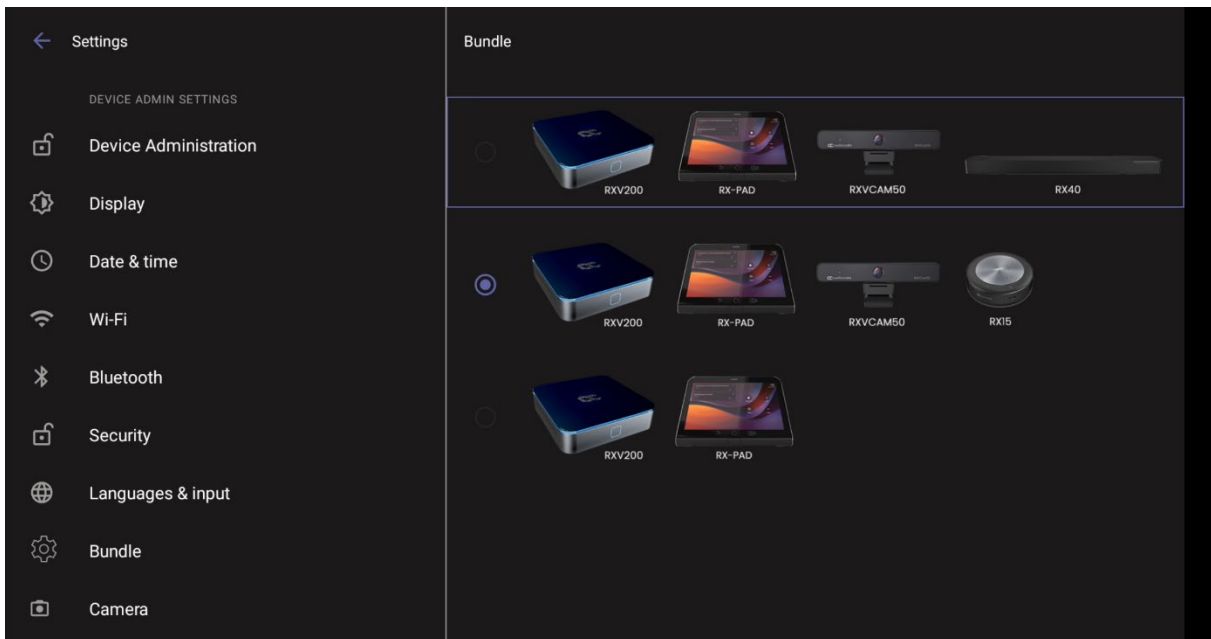 Settings
DEVICE ADMIN SETTINGS
Device Administration
Display
Date & time
Wi-Fi
Bluetooth
Security
Languages & input
Bundle
Camera
Bundle
RXV200 RX-PAD RXVCAM50 RX40
RXV200 RX-PAD RXVCAM50 RX15
RXV200 RX-PAD